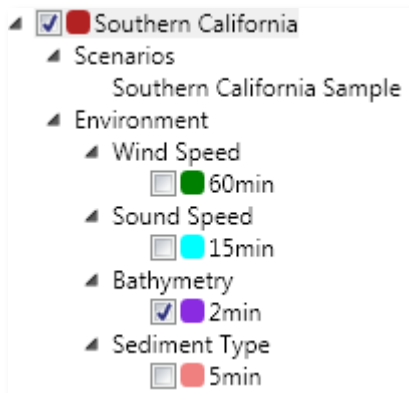 Southern California
Scenarios
Southern California Sample
Environment
Wind Speed
60min
Sound Speed
15min
Bathymetry
2min
Sediment Type
5min